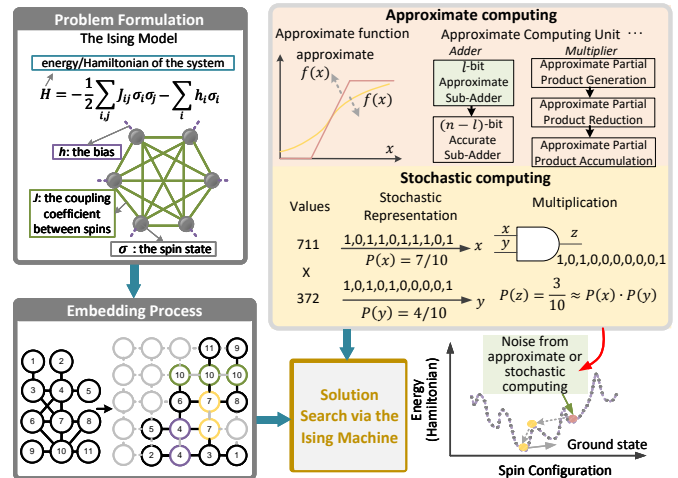 Problem Formulation
The Ising Model
energy/Hamiltonian of the system
H = −1/2 ∑i,j Jijσiσj − ∑i hiσi
h: the bias
J: the coupling
coefficient
between spins
σ : the spin state
Embedding Process
1 2
3 4 5
6 7 8
9 10 11
11 9
10 10 10
6 7 8
5 4 7
2 4 3 1
Approximate computing
Approximate function
approximate
f(x)
f(x)
x
Approximate Computing Unit ...
Adder
l-bit
Approximate
Sub-Adder
(n − l)-bit
Accurate
Sub-Adder
Multiplier
Approximate Partial
Product Generation
Approximate Partial
Product Reduction
Approximate Partial
Product Accumulation
Stochastic computing
Values
Stochastic
Representation
Multiplication
711
1,0,1,1,0,1,1,1,0,1
x
P(x) = 7/10
X
372
1,0,1,0,1,0,0,0,0,1
y
P(y) = 4/10
x
y
z
1,0,1,0,0,0,0,0,0,1
P(z) = 3/10 ≈ P(x) · P(y)
Solution
Search via the
Ising Machine
Noise from
approximate or
stochastic
computing
Energy
(Hamiltonian)
Ground state
Spin Configuration